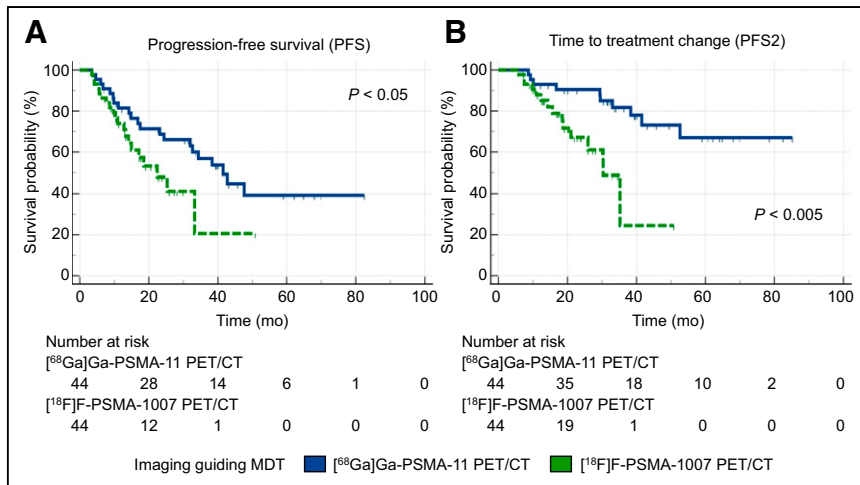 A
Progression-free survival (PFS)
Survival probability (%)
100
80
60
40
20
0
P < 0.05
0 20 40 60 80 100
Time (mo)
Number at risk
[⁶⁸Ga]Ga-PSMA-11 PET/CT
44 28 14 6 1 0
[¹⁸F]F-PSMA-1007 PET/CT
44 12 1 0 0 0
B
Time to treatment change (PFS2)
Survival probability (%)
100
80
60
40
20
0
P < 0.005
0 20 40 60 80 100
Time (mo)
Number at risk
[⁶⁸Ga]Ga-PSMA-11 PET/CT
44 35 18 10 2 0
[¹⁸F]F-PSMA-1007 PET/CT
44 19 1 0 0 0
Imaging guiding MDT [⁶⁸Ga]Ga-PSMA-11 PET/CT [¹⁸F]F-PSMA-1007 PET/CT